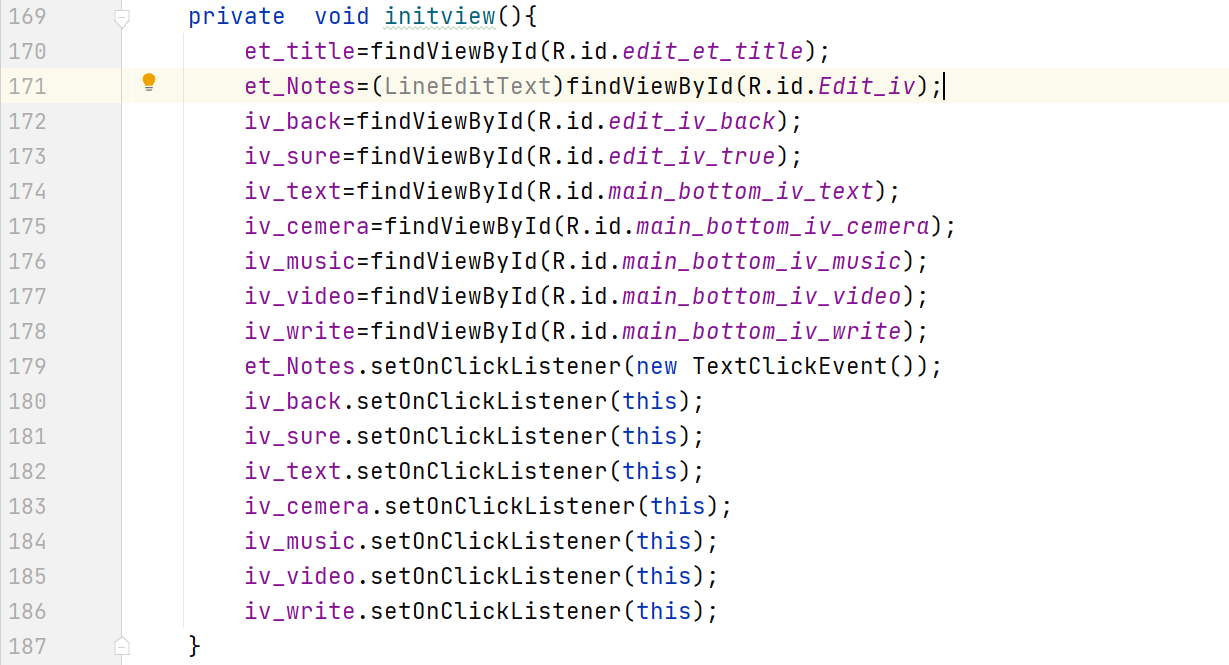 169 private  void initview(){
170 et_title=findViewById(R.id.edit_et_title);
171 et_Notes=(LineEditText)findViewById(R.id.Edit_iv);
172 iv_back=findViewById(R.id.edit_iv_back);
173 iv_sure=findViewById(R.id.edit_iv_true);
174 iv_text=findViewById(R.id.main_bottom_iv_text);
175 iv_cemera=findViewById(R.id.main_bottom_iv_cemera);
176 iv_music=findViewById(R.id.main_bottom_iv_music);
177 iv_video=findViewById(R.id.main_bottom_iv_video);
178 iv_write=findViewById(R.id.main_bottom_iv_write);
179 et_Notes.setOnClickListener(new TextClickEvent());
180 iv_back.setOnClickListener(this);
181 iv_sure.setOnClickListener(this);
182 iv_text.setOnClickListener(this);
183 iv_cemera.setOnClickListener(this);
184 iv_music.setOnClickListener(this);
185 iv_video.setOnClickListener(this);
186 iv_write.setOnClickListener(this);
187 }